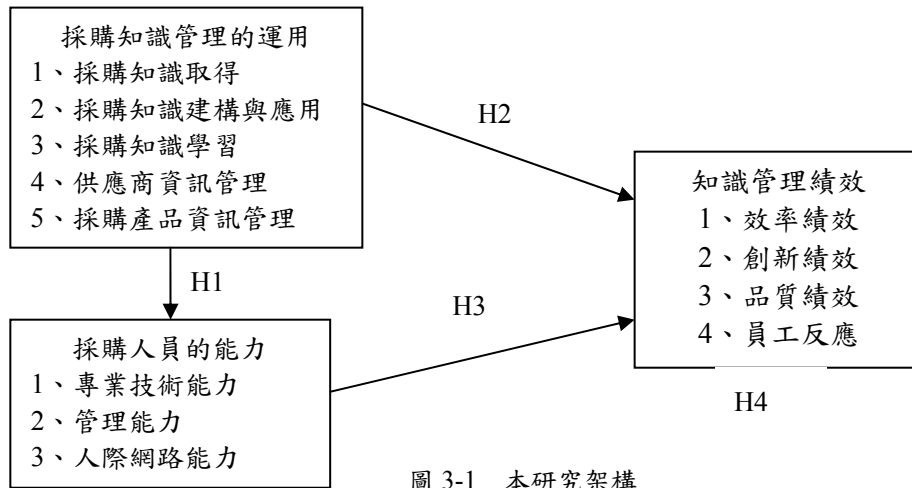 採購知識管理的運用
1、採購知識取得
2、採購知識建構與應用
3、採購知識學習
4、供應商資訊管理
5、採購產品資訊管理
H2
知識管理績效
1、效率績效
2、創新績效
3、品質績效
4、員工反應
H1
H3
採購人員的能力
1、專業技術能力
2、管理能力
3、人際網路能力
H4
圖 3-1 本研究架構